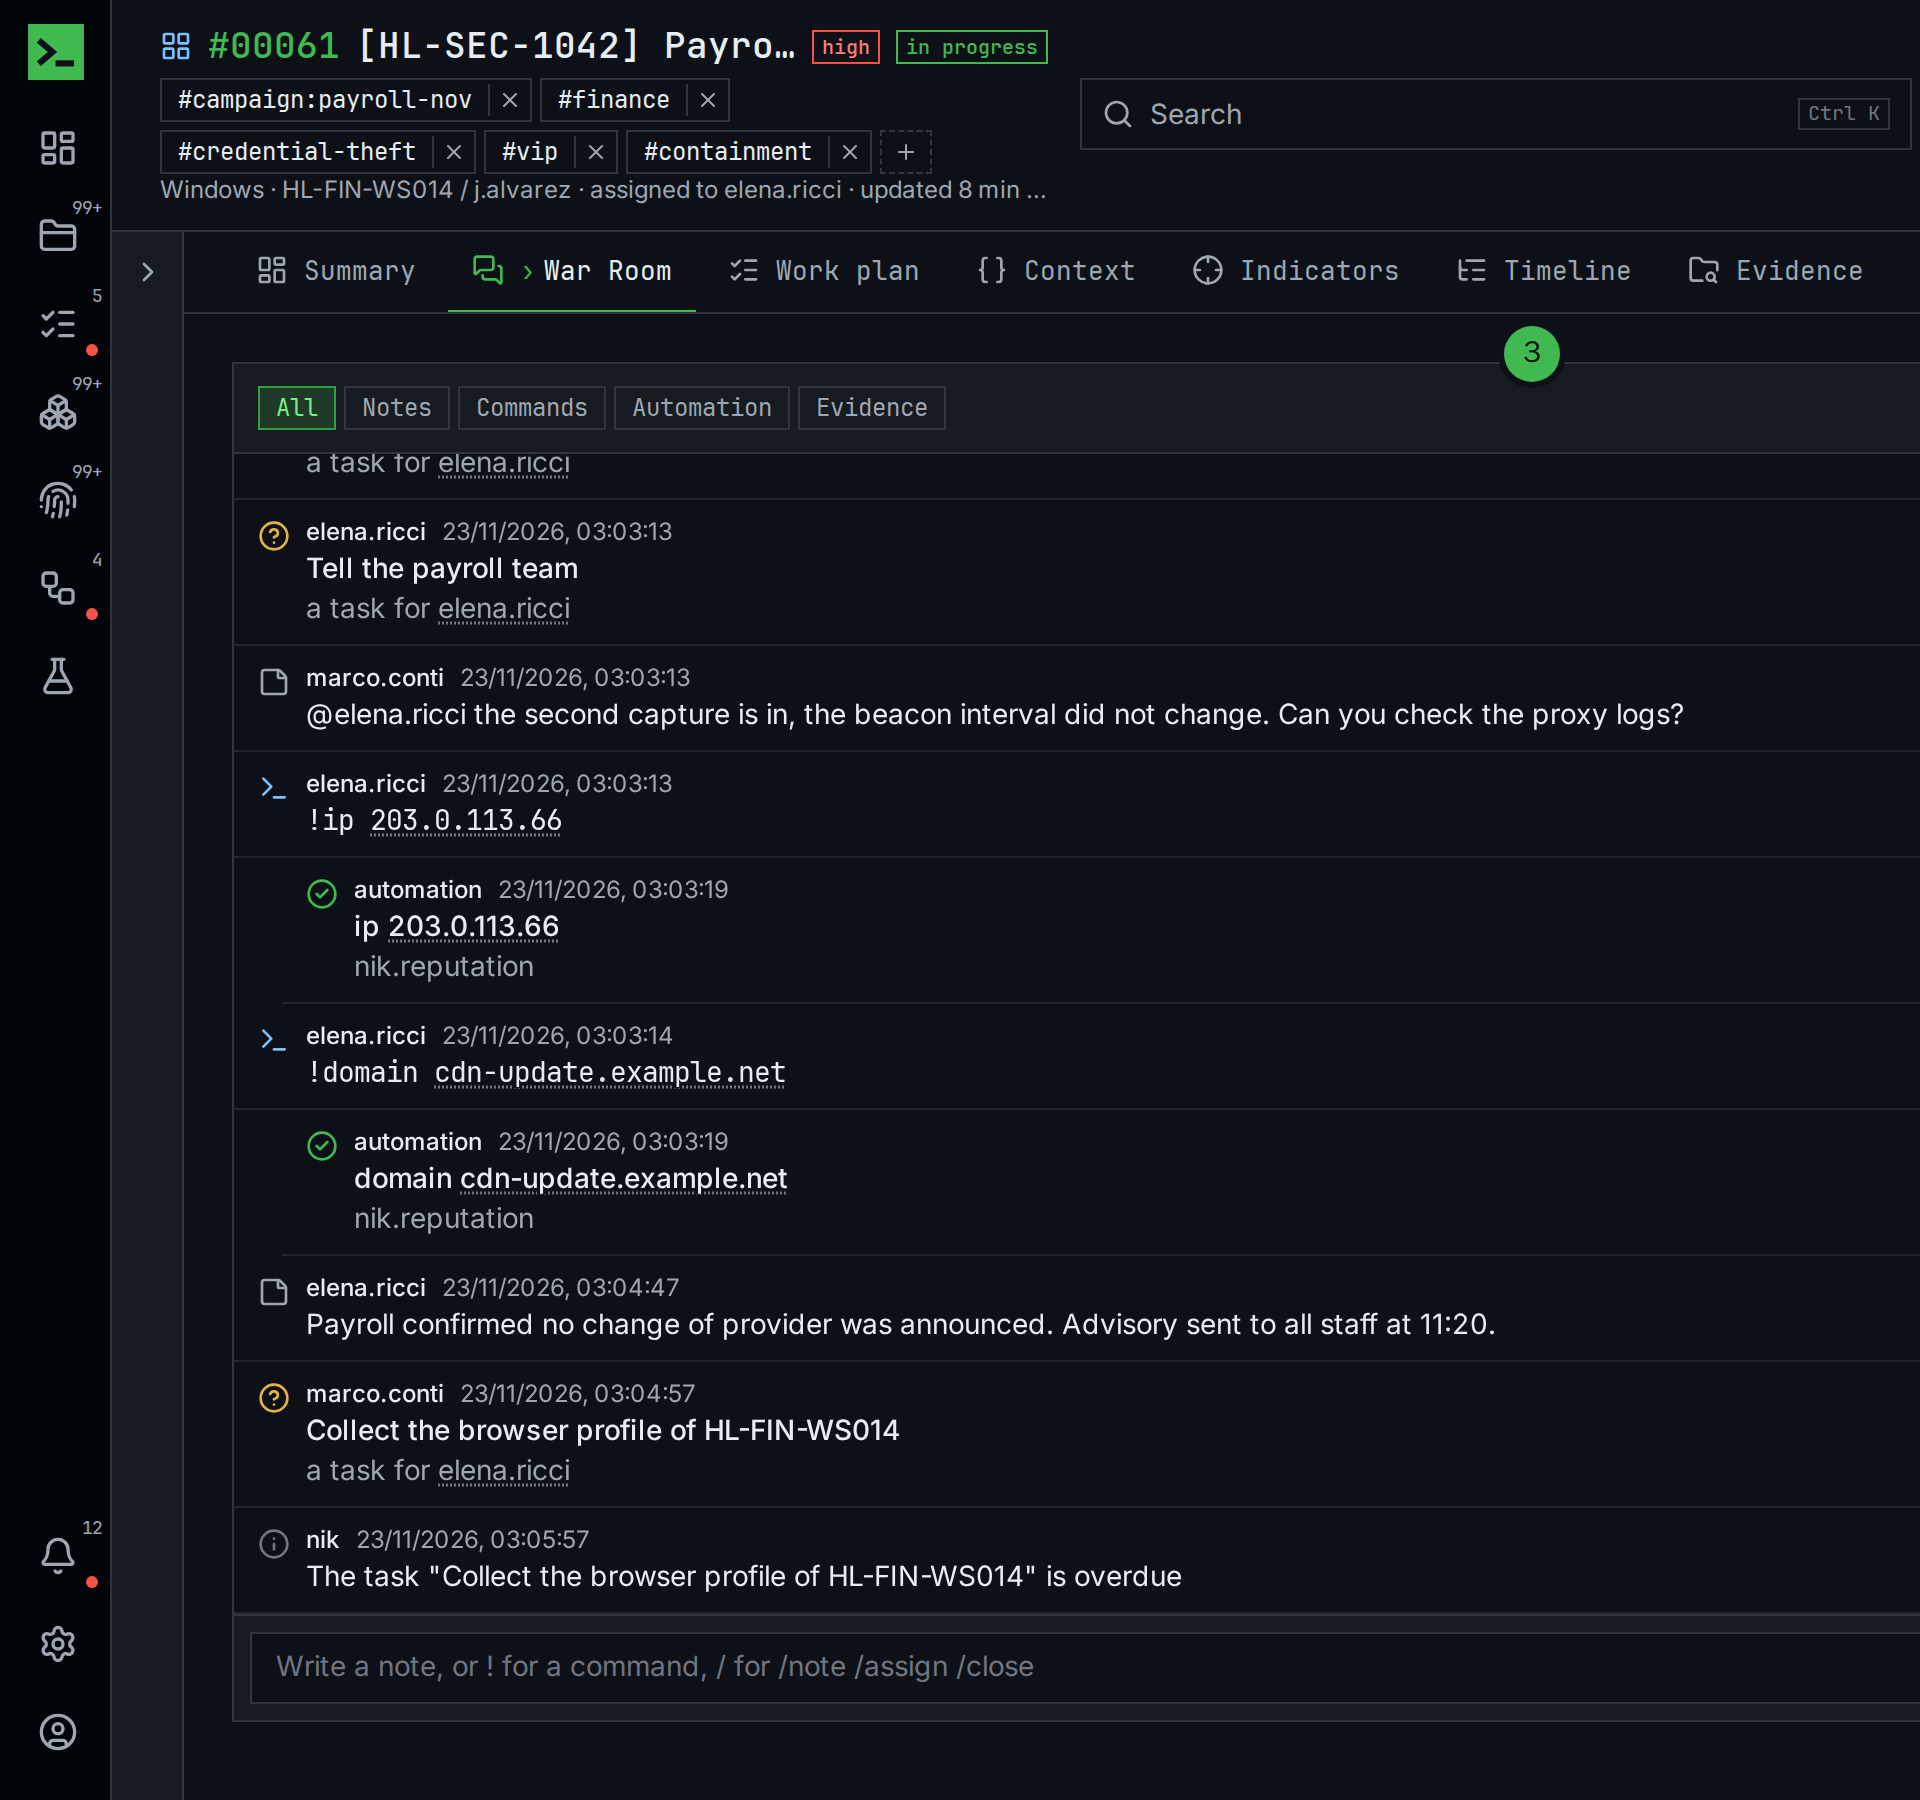 #00061 [HL-SEC-1042] Payro… high in progress
#campaign:payroll-nov #finance
Search Ctrl K
#credential-theft #vip #containment
Windows · HL-FIN-WS014 / j.alvarez · assigned to elena.ricci · updated 8 min ...
99+
5
99+
99+
4
12
Summary › War Room Work plan {} Context Indicators Timeline Evidence
3
All Notes Commands Automation Evidence
a task for elena.ricci
elena.ricci 23/11/2026, 03:03:13
Tell the payroll team
a task for elena.ricci
marco.conti 23/11/2026, 03:03:13
@elena.ricci the second capture is in, the beacon interval did not change. Can you check the proxy logs?
elena.ricci 23/11/2026, 03:03:13
!ip 203.0.113.66
automation 23/11/2026, 03:03:19
ip 203.0.113.66
nik.reputation
elena.ricci 23/11/2026, 03:03:14
!domain cdn-update.example.net
automation 23/11/2026, 03:03:19
domain cdn-update.example.net
nik.reputation
elena.ricci 23/11/2026, 03:04:47
Payroll confirmed no change of provider was announced. Advisory sent to all staff at 11:20.
marco.conti 23/11/2026, 03:04:57
Collect the browser profile of HL-FIN-WS014
a task for elena.ricci
nik 23/11/2026, 03:05:57
The task "Collect the browser profile of HL-FIN-WS014" is overdue
Write a note, or ! for a command, / for /note /assign /close